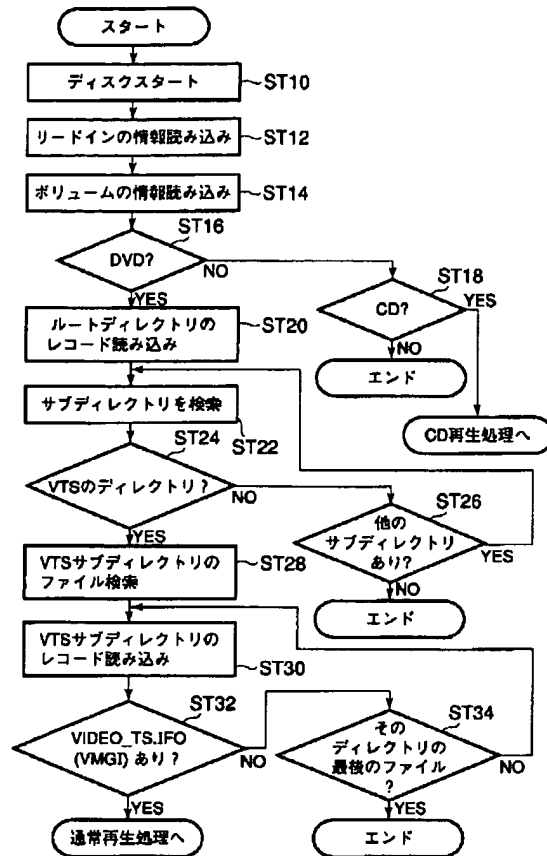 スタート
ディスクスタート
ST10
リードインの情報読み込み
ST12
ボリュームの情報読み込み
ST14
ST16
DVD?
NO
YES
ST18
CD?
YES
NO
エンド
CD再生処理へ
ルートディレクトリの
レコード読み込み
ST20
サブディレクトリを検索
ST22
ST24
VTSのディレクトリ?
NO
YES
ST26
他の
サブディレクトリ
あり?
YES
NO
エンド
VTSサブディレクトリの
ファイル検索
ST28
VTSサブディレクトリの
レコード読み込み
ST30
ST32
VIDEO_TS.IFO
(VMGI) あり?
NO
YES
通常再生処理へ
ST34
その
ディレクトリの
最後のファイル
?
NO
YES
エンド